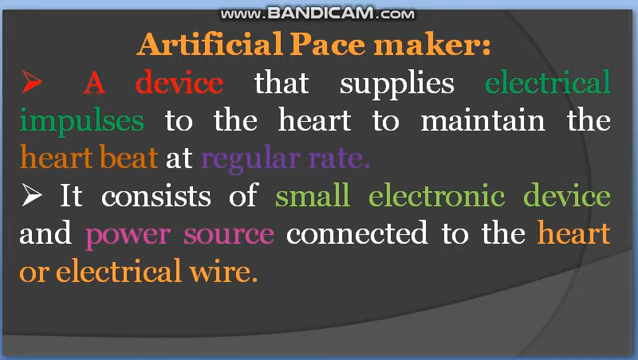 www.BANDICAM.com
Artificial Pace maker:
➢ A device that supplies electrical
impulses to the heart to maintain the
heart beat at regular rate.
➢ It consists of small electronic device
and power source connected to the heart
or electrical wire.